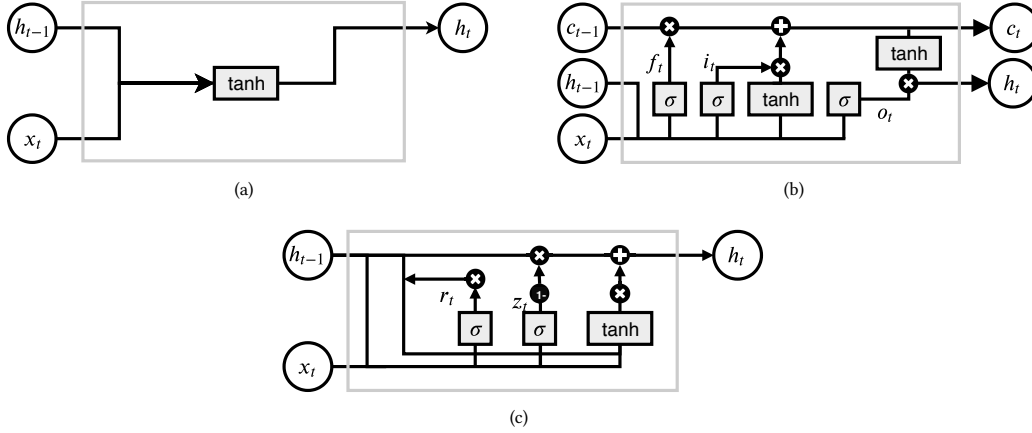 h_{t−1}
tanh
h_t
x_t
(a)
c_{t−1}
c_t
f_t
i_t
tanh
h_{t−1}
σ
σ
tanh
σ
h_t
o_t
x_t
(b)
h_{t−1}
h_t
r_t
z_t
1-
σ
σ
tanh
x_t
(c)